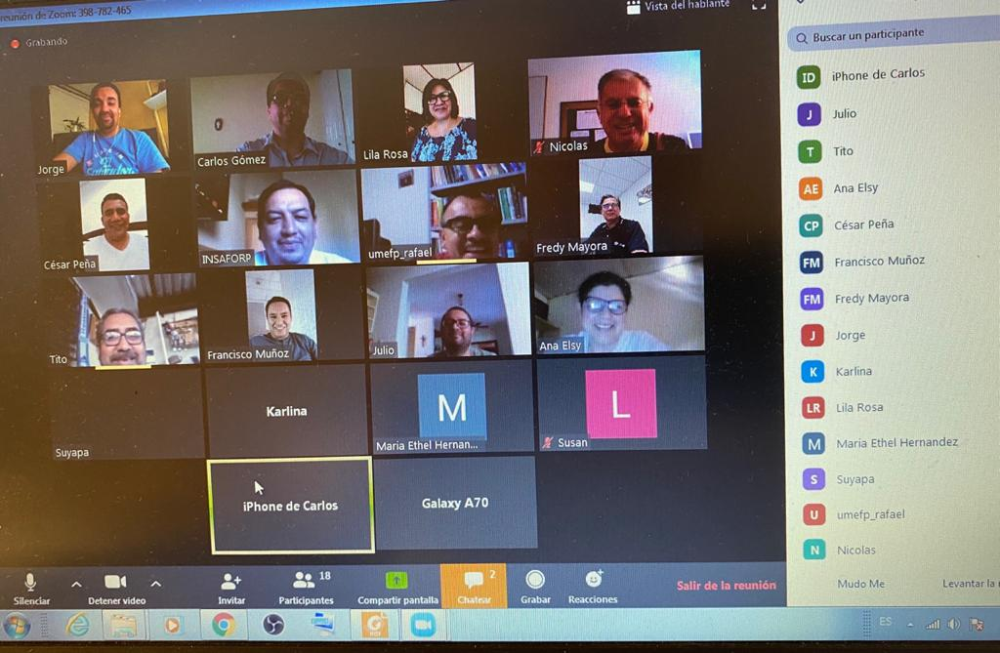 reunión de Zoom: 398-782-465
Vista del hablante
Grabando
Buscar un participante
Jorge
Carlos Gómez
Lila Rosa
Nicolas
César Peña
INSAFORP
umefp_rafael
Fredy Mayora
Tito
Francisco Muñoz
Julio
Ana Elsy
Suyapa
Karlina
M
Maria Ethel Hernan...
L
Susan
iPhone de Carlos
Galaxy A70
ID iPhone de Carlos
J Julio
T Tito
AE Ana Elsy
CP César Peña
FM Francisco Muñoz
FM Fredy Mayora
J Jorge
K Karlina
LR Lila Rosa
M Maria Ethel Hernandez
S Suyapa
U umefp_rafael
N Nicolas
Mudo Me
Levantar la
Silenciar
Detener video
Invitar
18
Participantes
Compartir pantalla
2
Chatear
Grabar
Reacciones
Salir de la reunión
ES